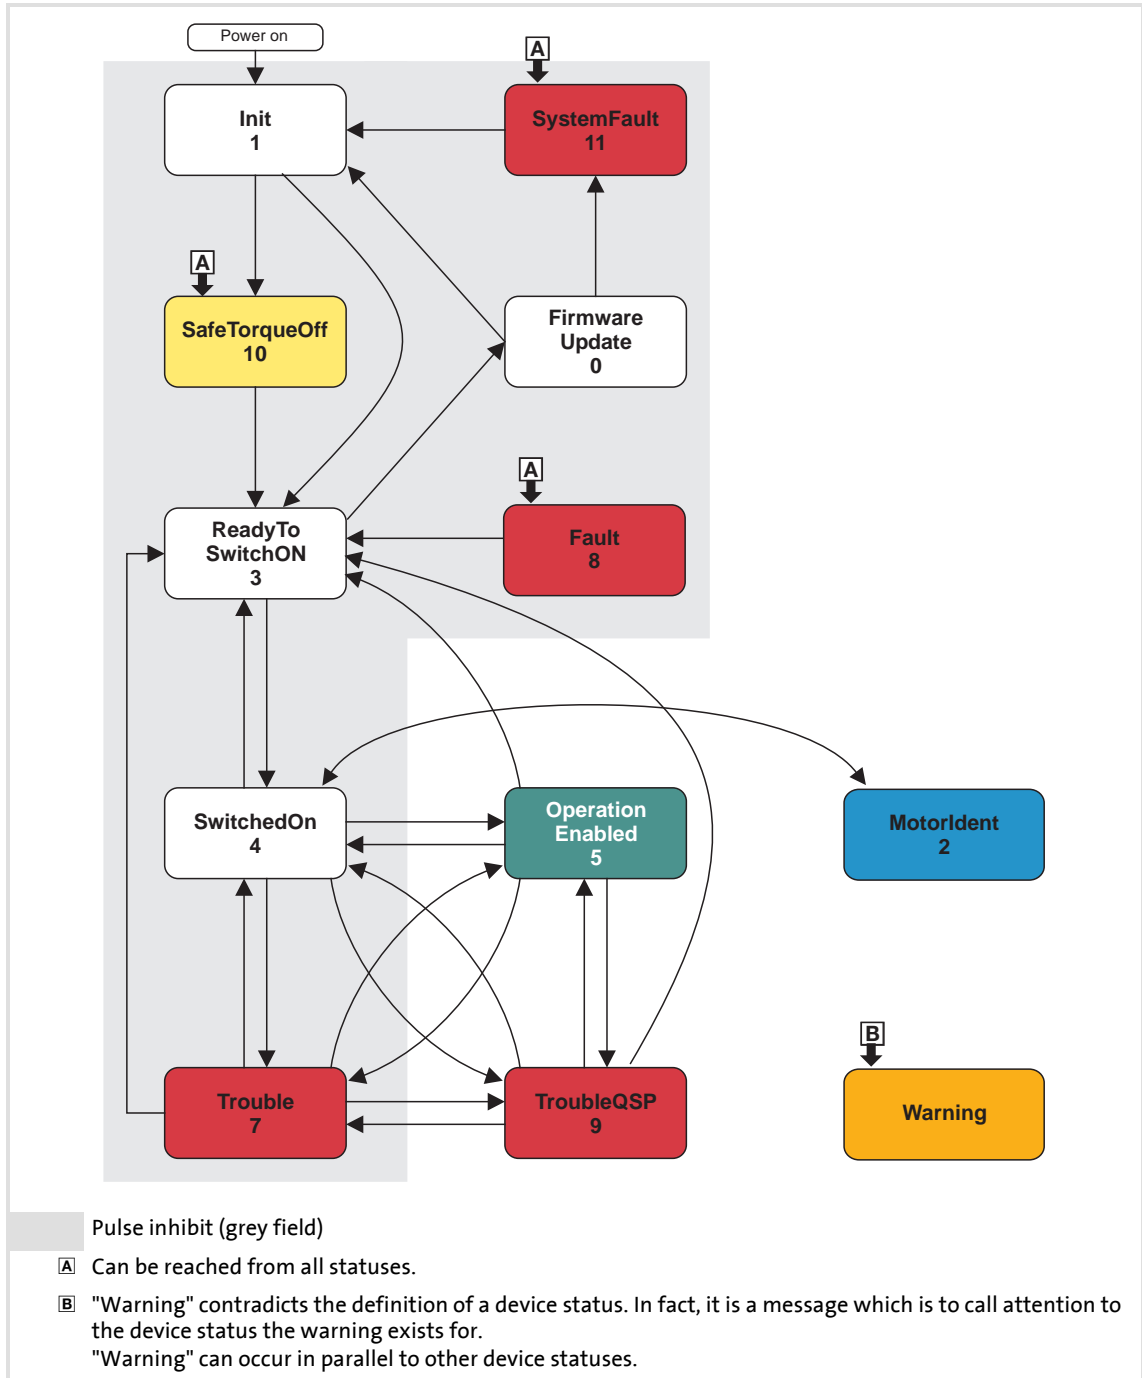 Power on
A
Init
1
SystemFault
11
A
SafeTorqueOff
10
Firmware
Update
0
A
ReadyTo
SwitchON
3
Fault
8
SwitchedOn
4
Operation
Enabled
5
MotorIdent
2
B
Trouble
7
TroubleQSP
9
Warning
Pulse inhibit (grey field)
A Can be reached from all statuses.
B "Warning" contradicts the definition of a device status. In fact, it is a message which is to call attention to
the device status the warning exists for.
"Warning" can occur in parallel to other device statuses.